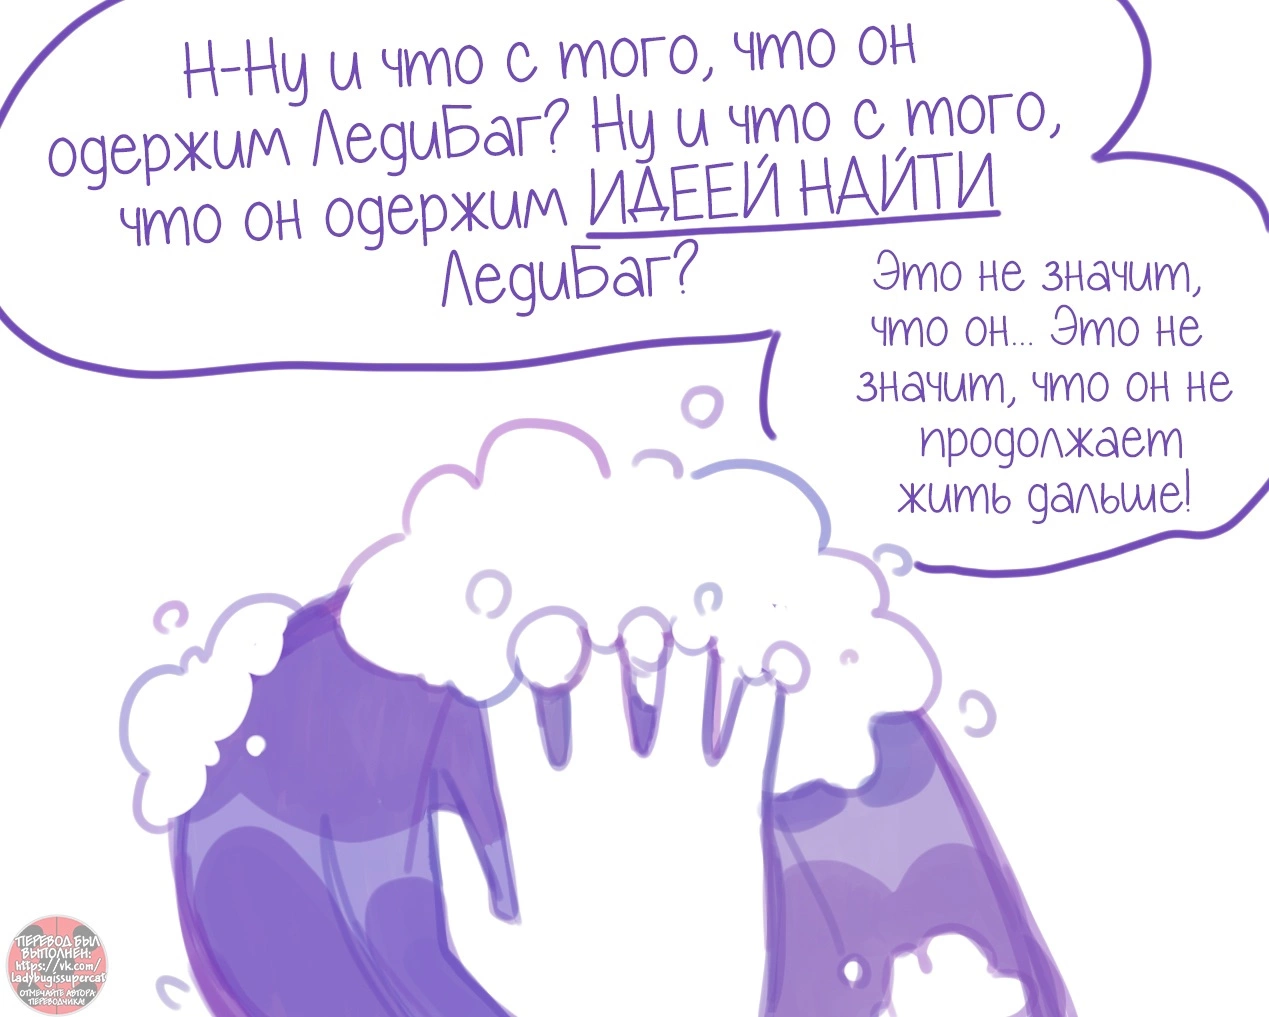 Н-Ну и что с того, что он
одержим ЛедиБаг? Ну и что с того,
что он одержим ИДЕЕЙ НАЙТИ
ЛедиБаг?
Это не значит,
что он... Это не
значит, что он не
продолжает
жить дальше!
ПЕРЕВОД БЫЛ
ВЫПОЛНЕН:
https://vk.com/
ladybugissupercat
ОТМЕЧАЙТЕ АВТОРА
ПЕРЕВОДЧИКА!